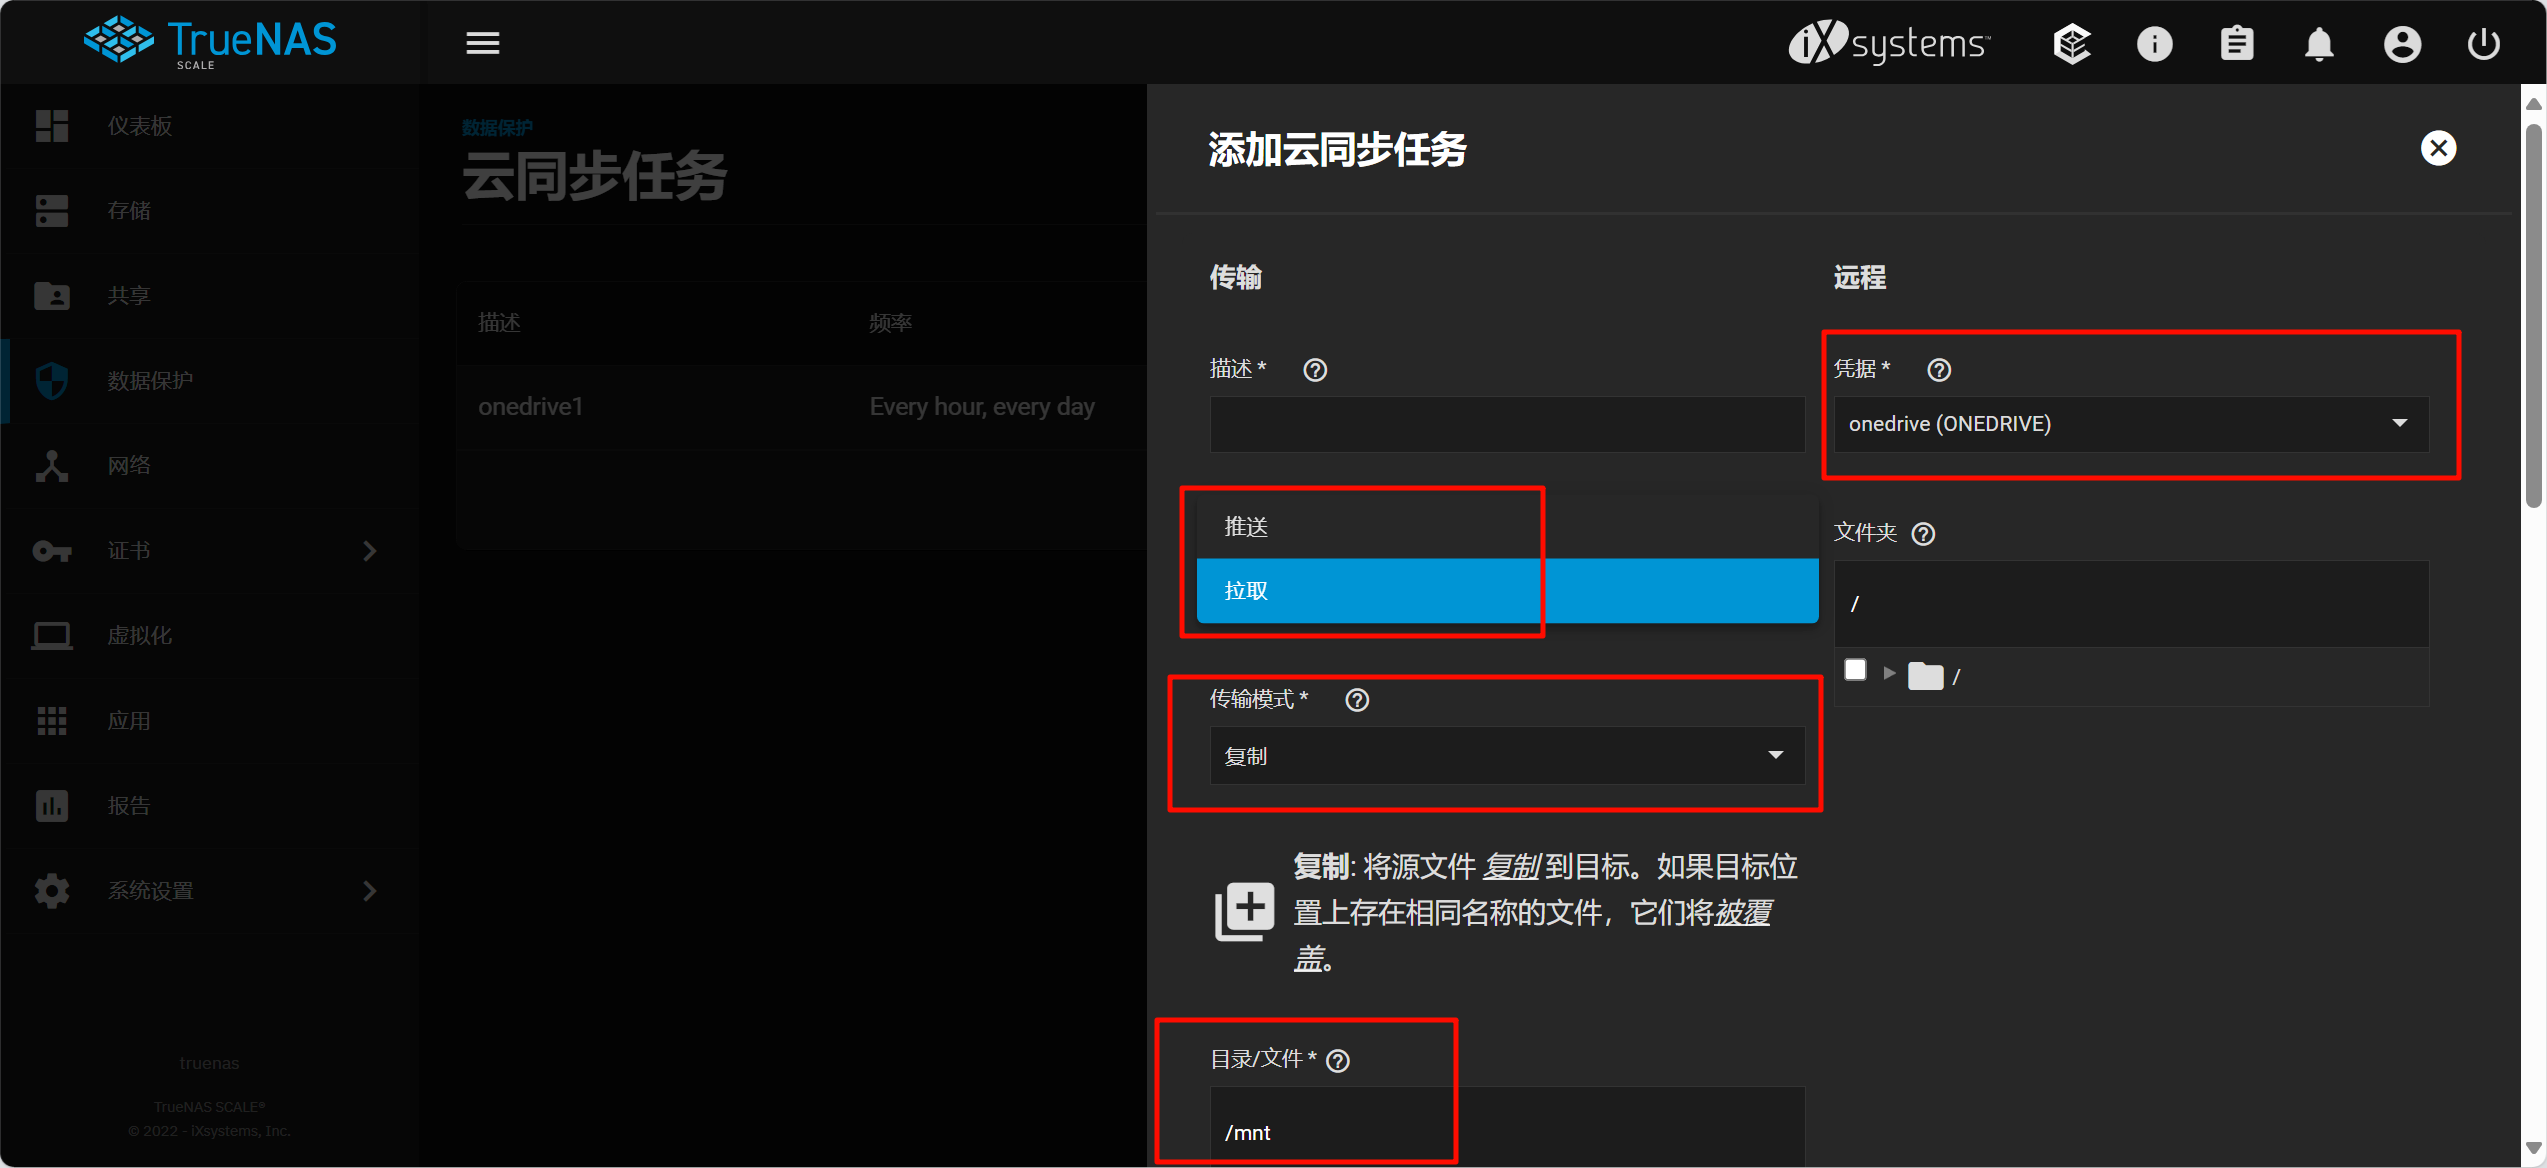 TrueNAS
SCALE
iXsystems™
仪表板
存储
共享
数据保护
网络
证书
虚拟化
应用
报告
系统设置
truenas
TrueNAS SCALE®
© 2022 - iXsystems, Inc.
数据保护
云同步任务
描述
频率
onedrive1
Every hour, every day
添加云同步任务
传输
描述 *
推送
拉取
传输模式 *
复制
复制: 将源文件 复制 到目标。如果目标位
置上存在相同名称的文件，它们将被覆
盖。
目录/文件 *
/mnt
远程
凭据 *
onedrive (ONEDRIVE)
文件夹
/
/